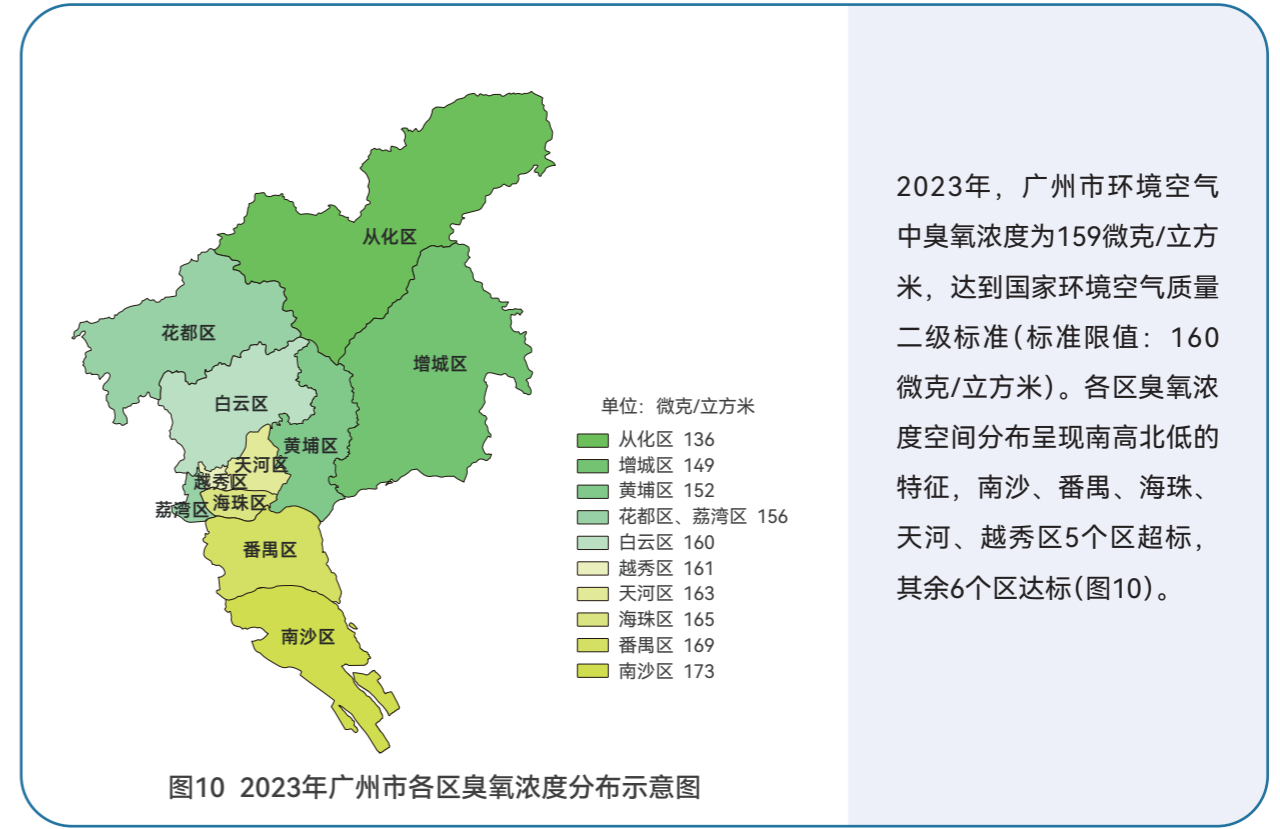 从化区
花都区
增城区
白云区
黄埔区
天河区
越秀区
海珠区
荔湾区
番禺区
南沙区
单位：微克/立方米
从化区 136
增城区 149
黄埔区 152
花都区、荔湾区 156
白云区 160
越秀区 161
天河区 163
海珠区 165
番禺区 169
南沙区 173
图10 2023年广州市各区臭氧浓度分布示意图
2023年，广州市环境空气
中臭氧浓度为159微克/立方
米，达到国家环境空气质量
二级标准（标准限值：160
微克/立方米）。各区臭氧浓
度空间分布呈现南高北低的
特征，南沙、番禺、海珠、
天河、越秀区5个区超标，
其余6个区达标（图10）。